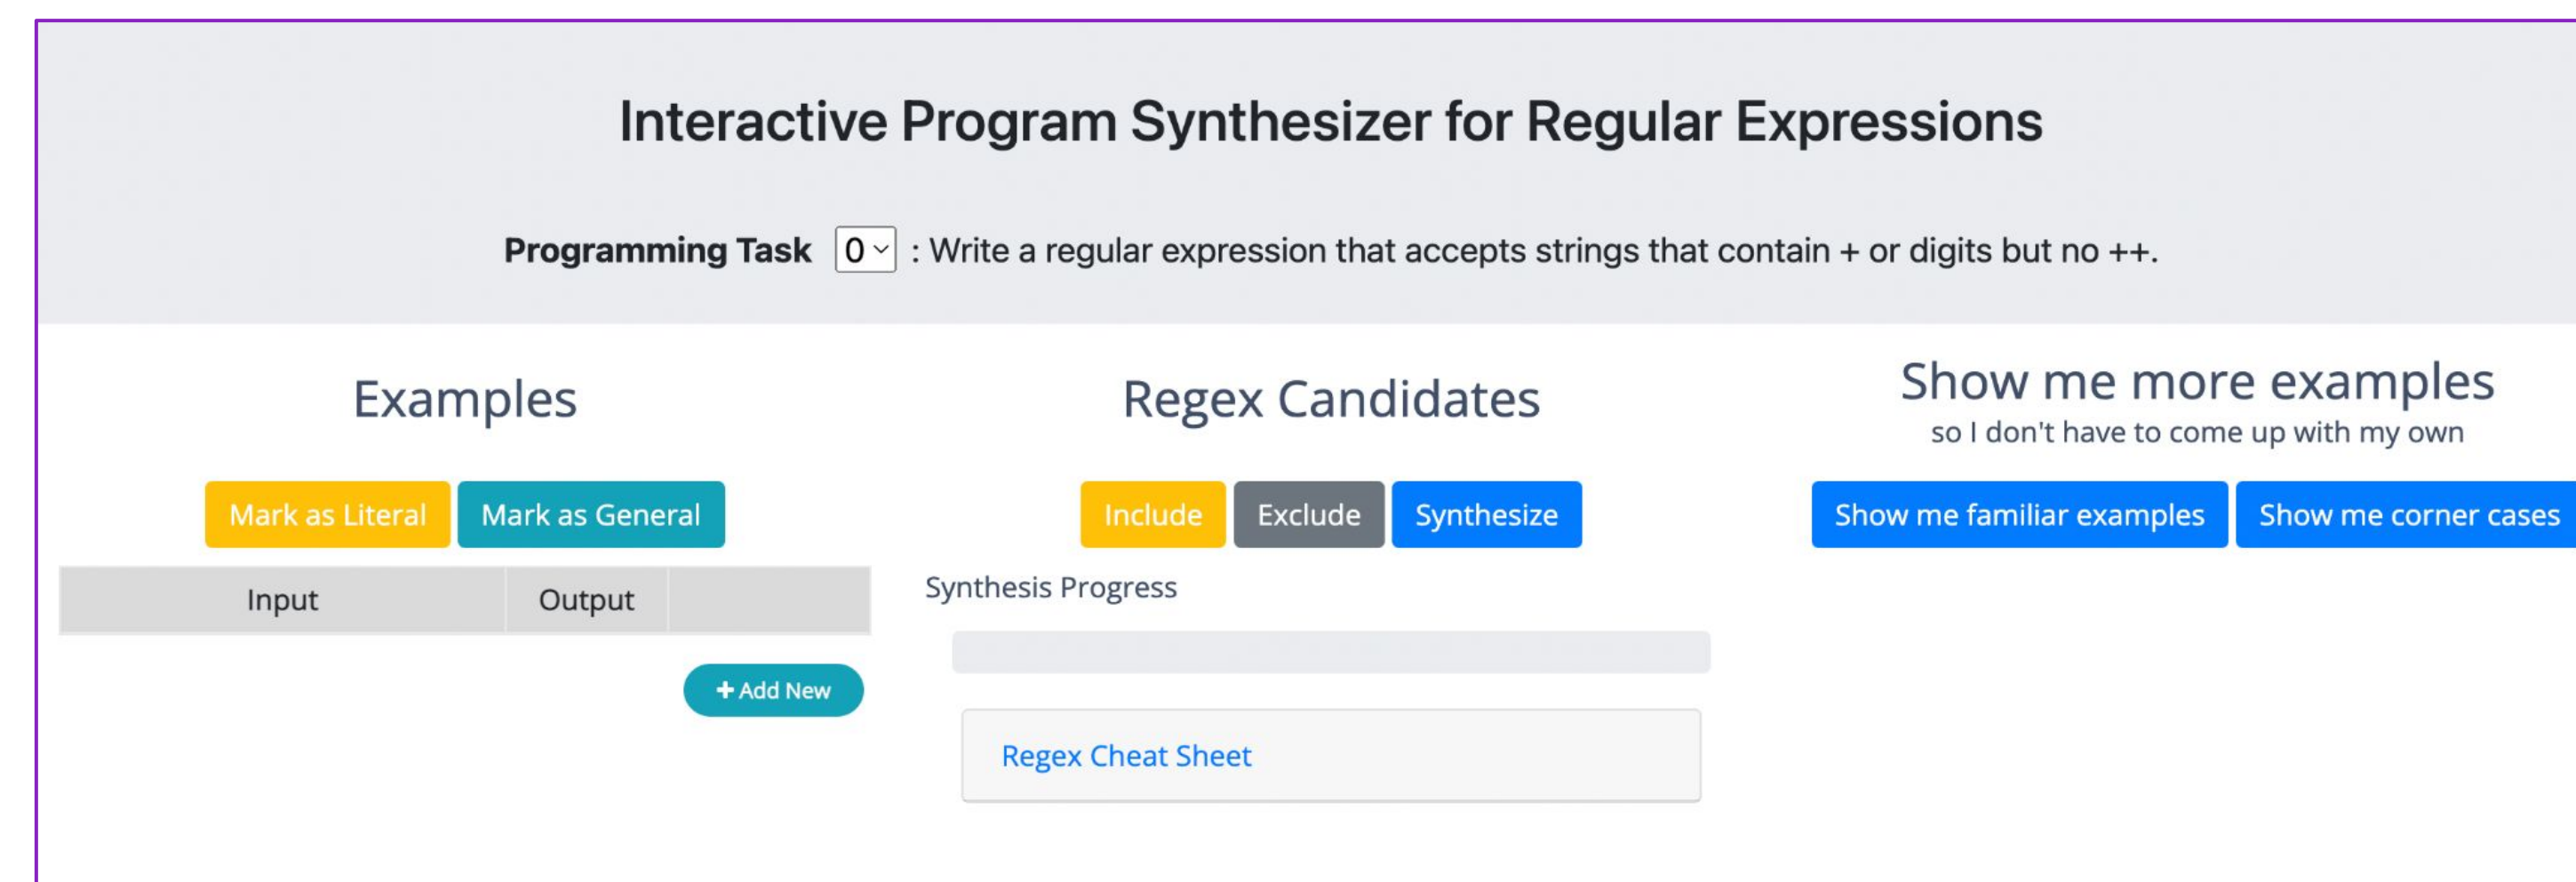 Interactive Program Synthesizer for Regular Expressions
Programming Task 0 : Write a regular expression that accepts strings that contain + or digits but no ++.
Examples
Mark as Literal Mark as General
Input Output
+ Add New
Regex Candidates
Include Exclude Synthesize
Synthesis Progress
Regex Cheat Sheet
Show me more examples
so I don't have to come up with my own
Show me familiar examples Show me corner cases